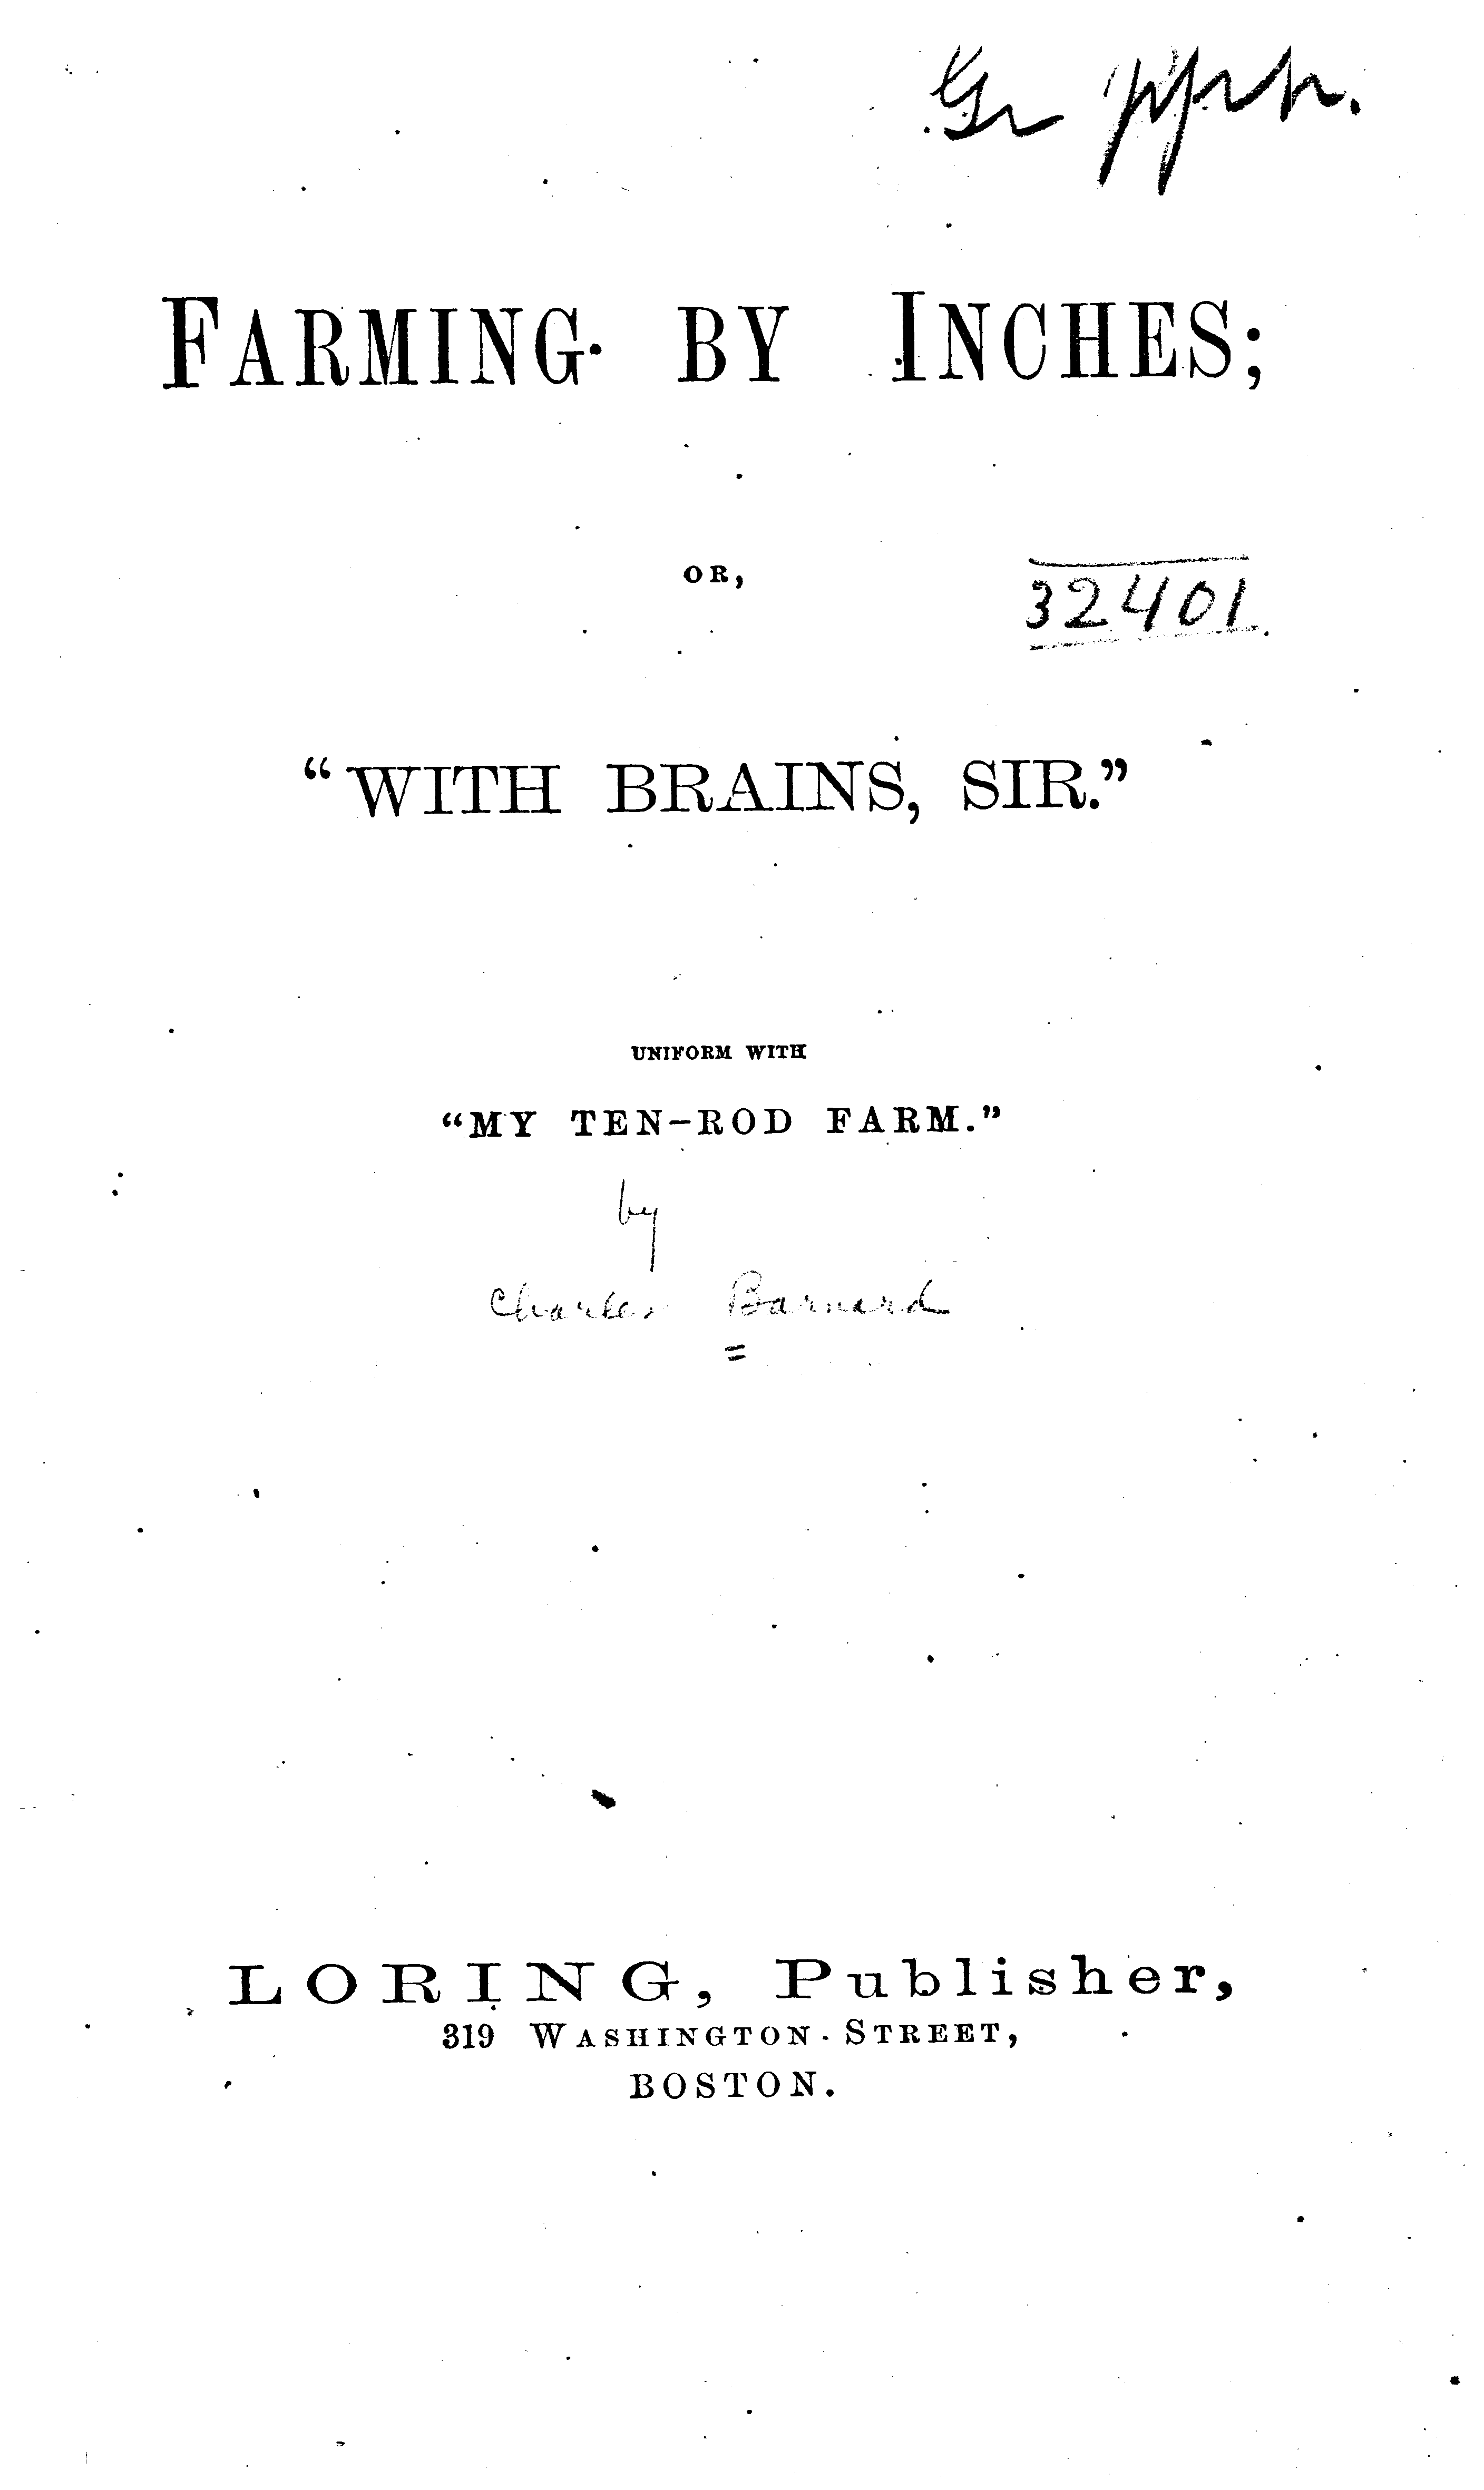 FARMING BY INCHES;
OR,
32401.
"WITH BRAINS, SIR."
UNIFORM WITH
"MY TEN-ROD FARM."
by
Charles Barnard
LORING, Publisher,
319 WASHINGTON STREET,
BOSTON.